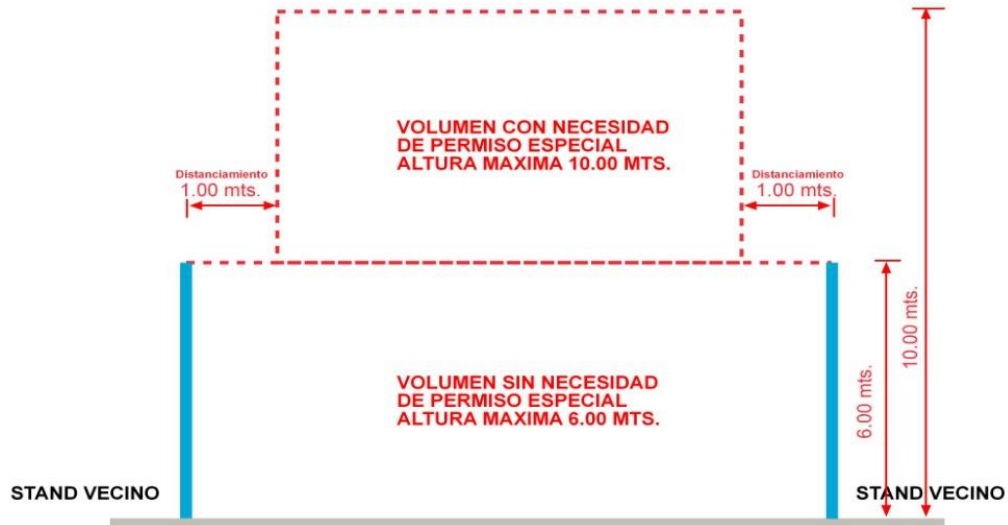 VOLUMEN CON NECESIDAD
DE PERMISO ESPECIAL
ALTURA MAXIMA 10.00 MTS.
Distanciamiento
1.00 mts.
Distanciamiento
1.00 mts.
10.00 mts.
6.00 mts.
VOLUMEN SIN NECESIDAD
DE PERMISO ESPECIAL
ALTURA MAXIMA 6.00 MTS.
STAND VECINO
STAND VECINO